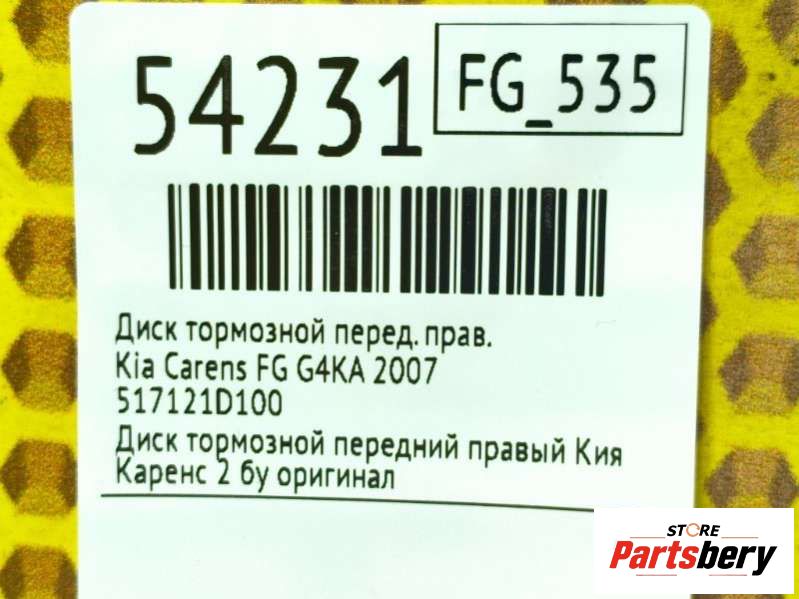 54231
FG_535
Диск тормозной перед. прав.
Kia Carens FG G4KA 2007
517121D100
Диск тормозной передний правый Кия
Каренс 2 бу оригинал
STORE
Partsbery